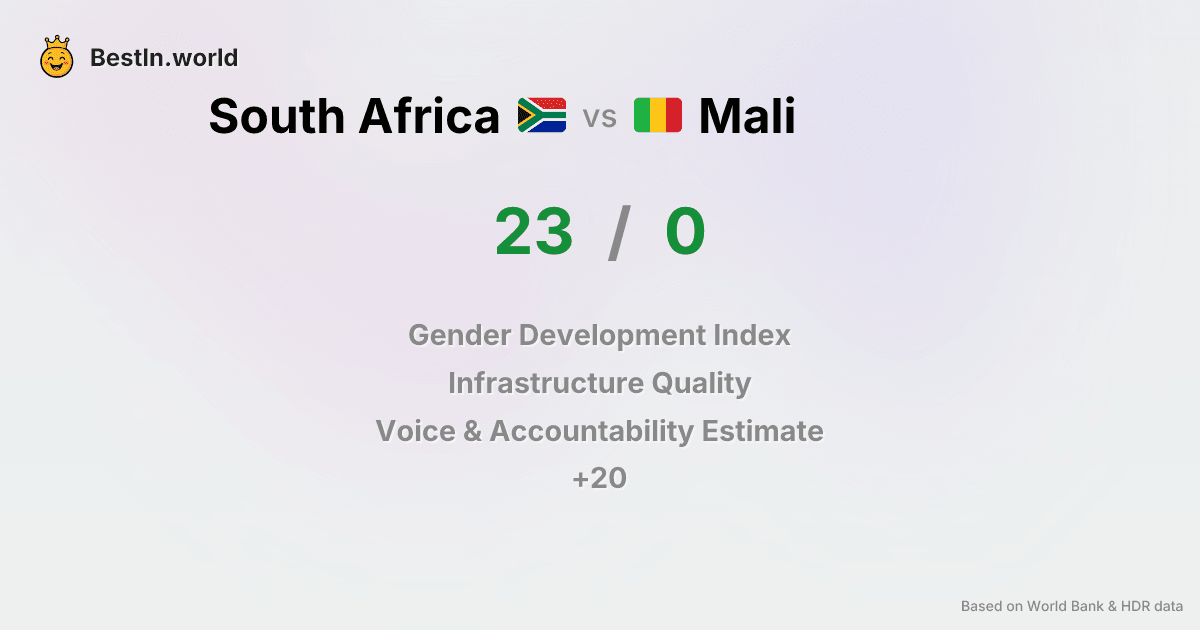 BestIn.world
South Africa vs Mali
23 / 0
Gender Development Index
Infrastructure Quality
Voice & Accountability Estimate
+20
Based on World Bank & HDR data